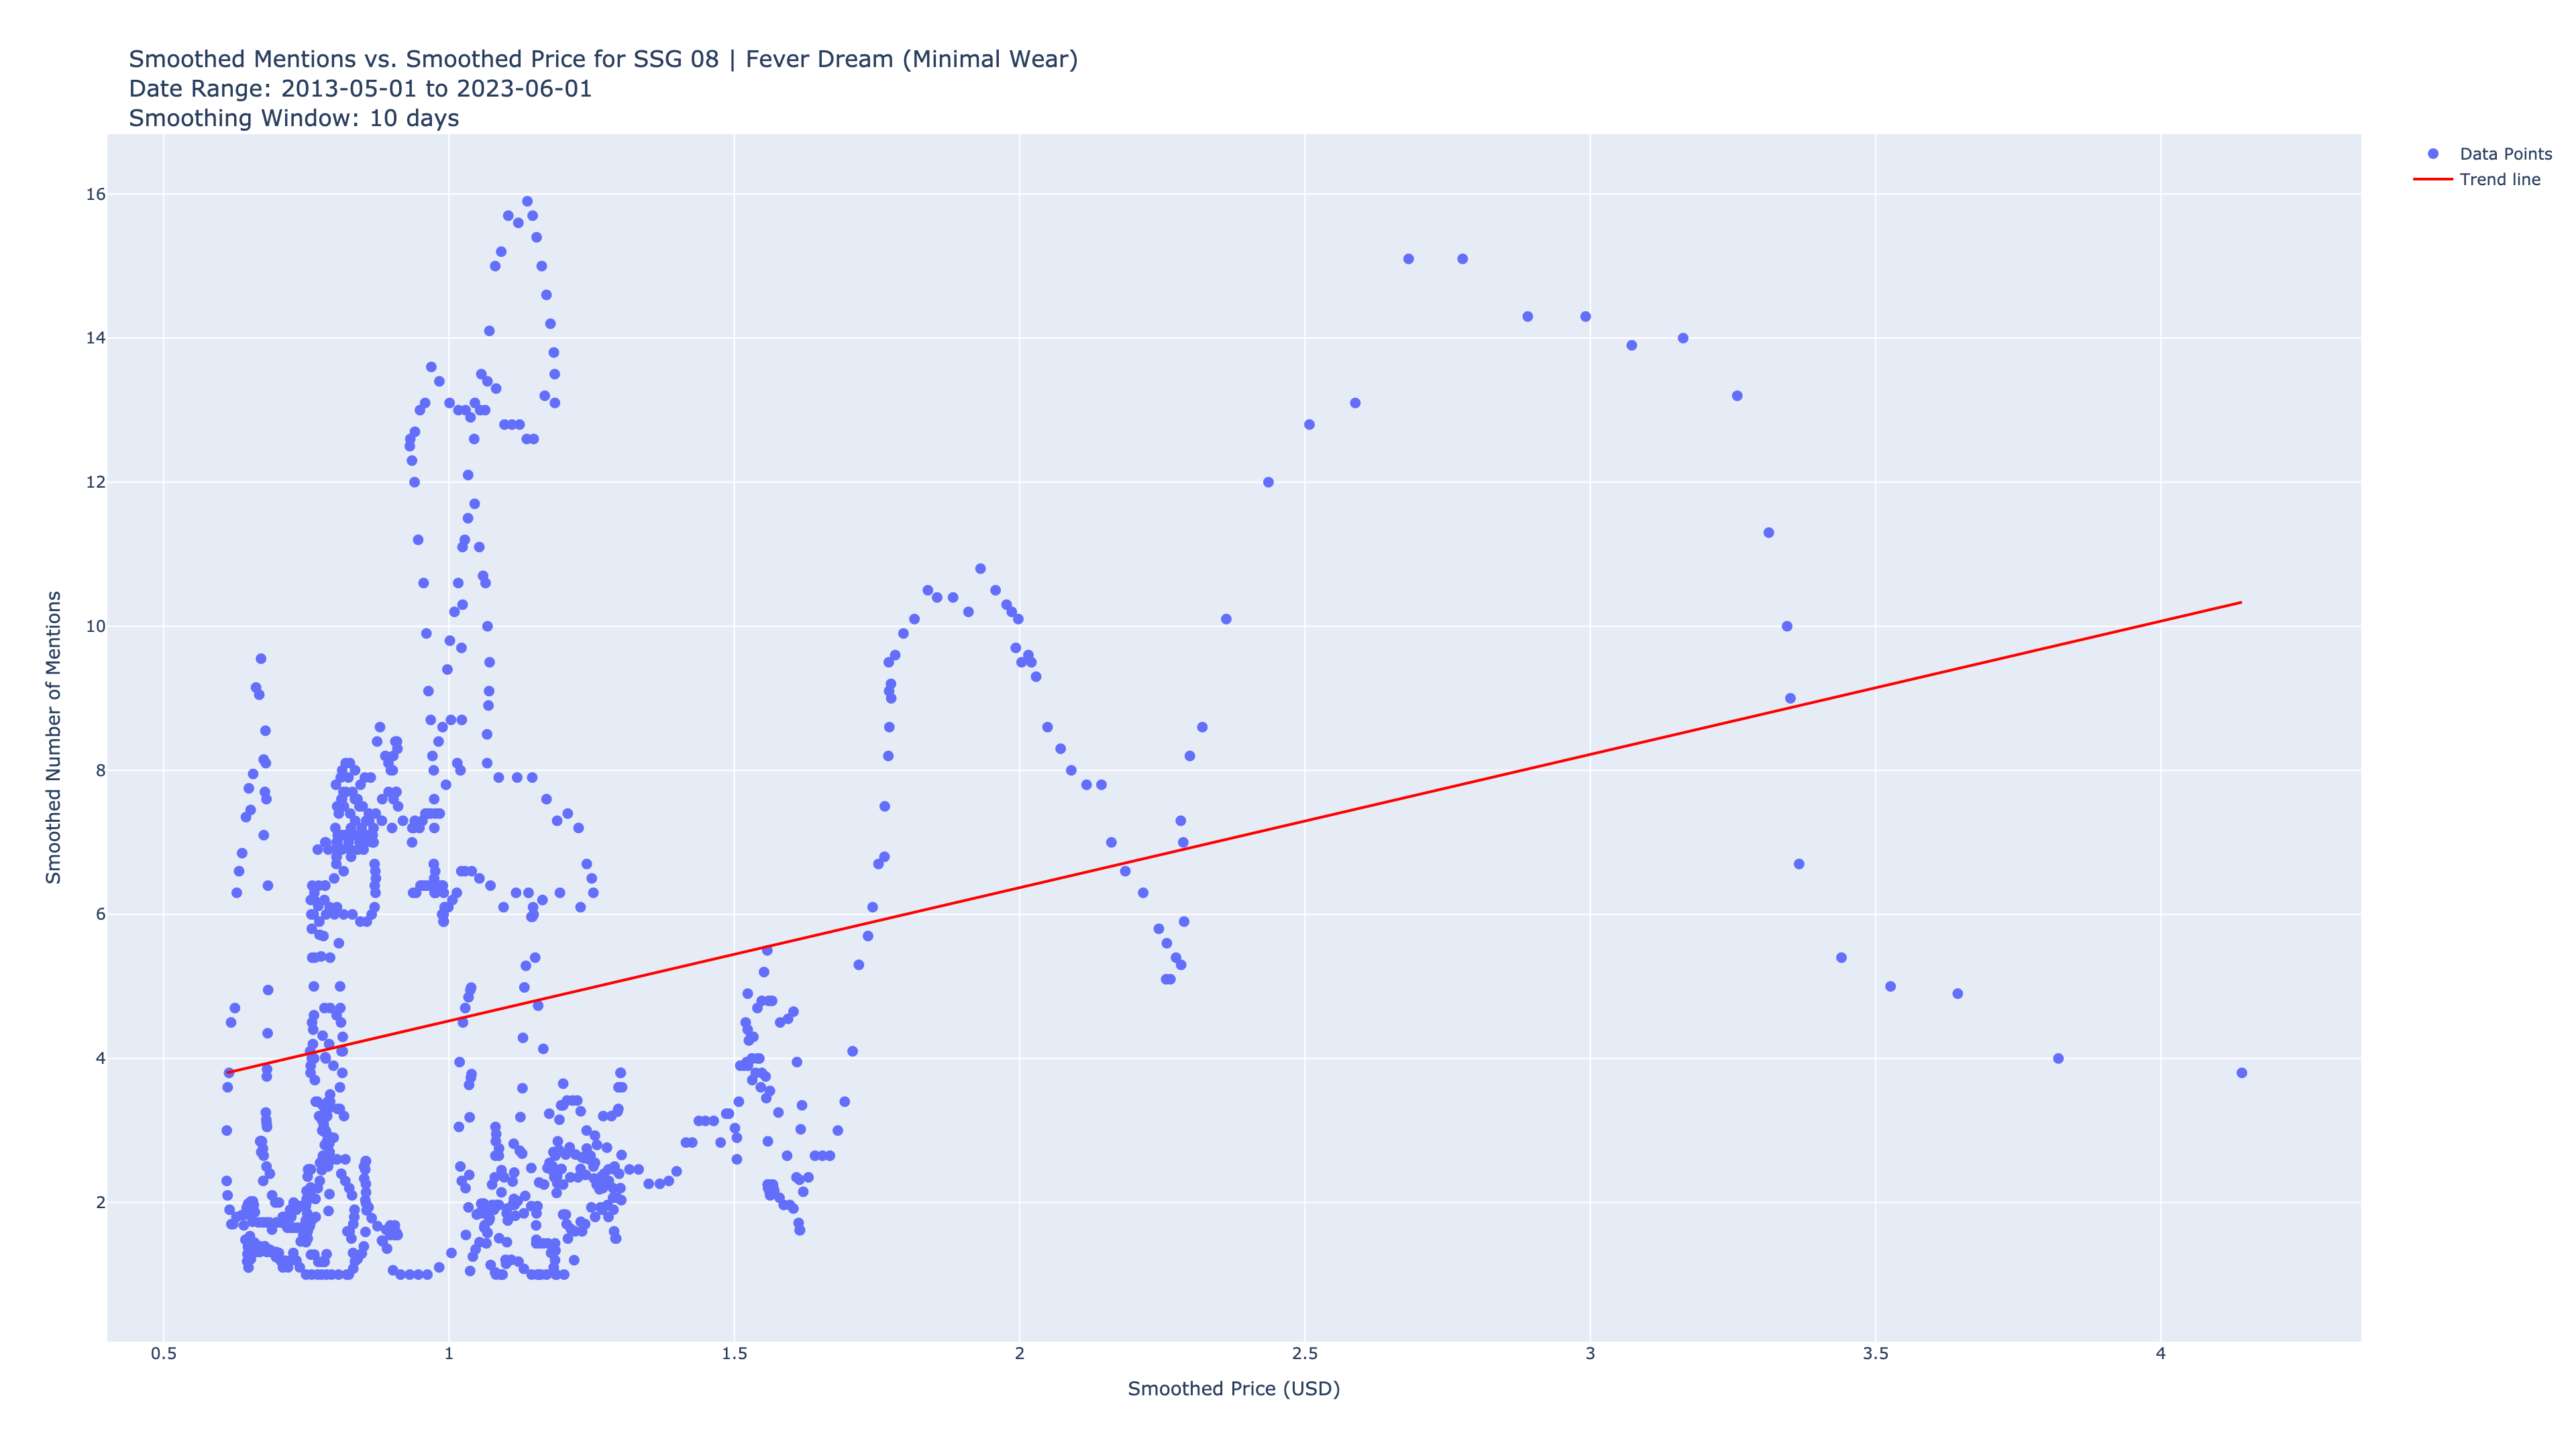 Smoothed Mentions vs. Smoothed Price for SSG 08 | Fever Dream (Minimal Wear)
Date Range: 2013-05-01 to 2023-06-01
Smoothing Window: 10 days
Data Points
Trend line
16
14
12
10
8
6
4
2
Smoothed Number of Mentions
0.5
1
1.5
2
2.5
3
3.5
4
Smoothed Price (USD)